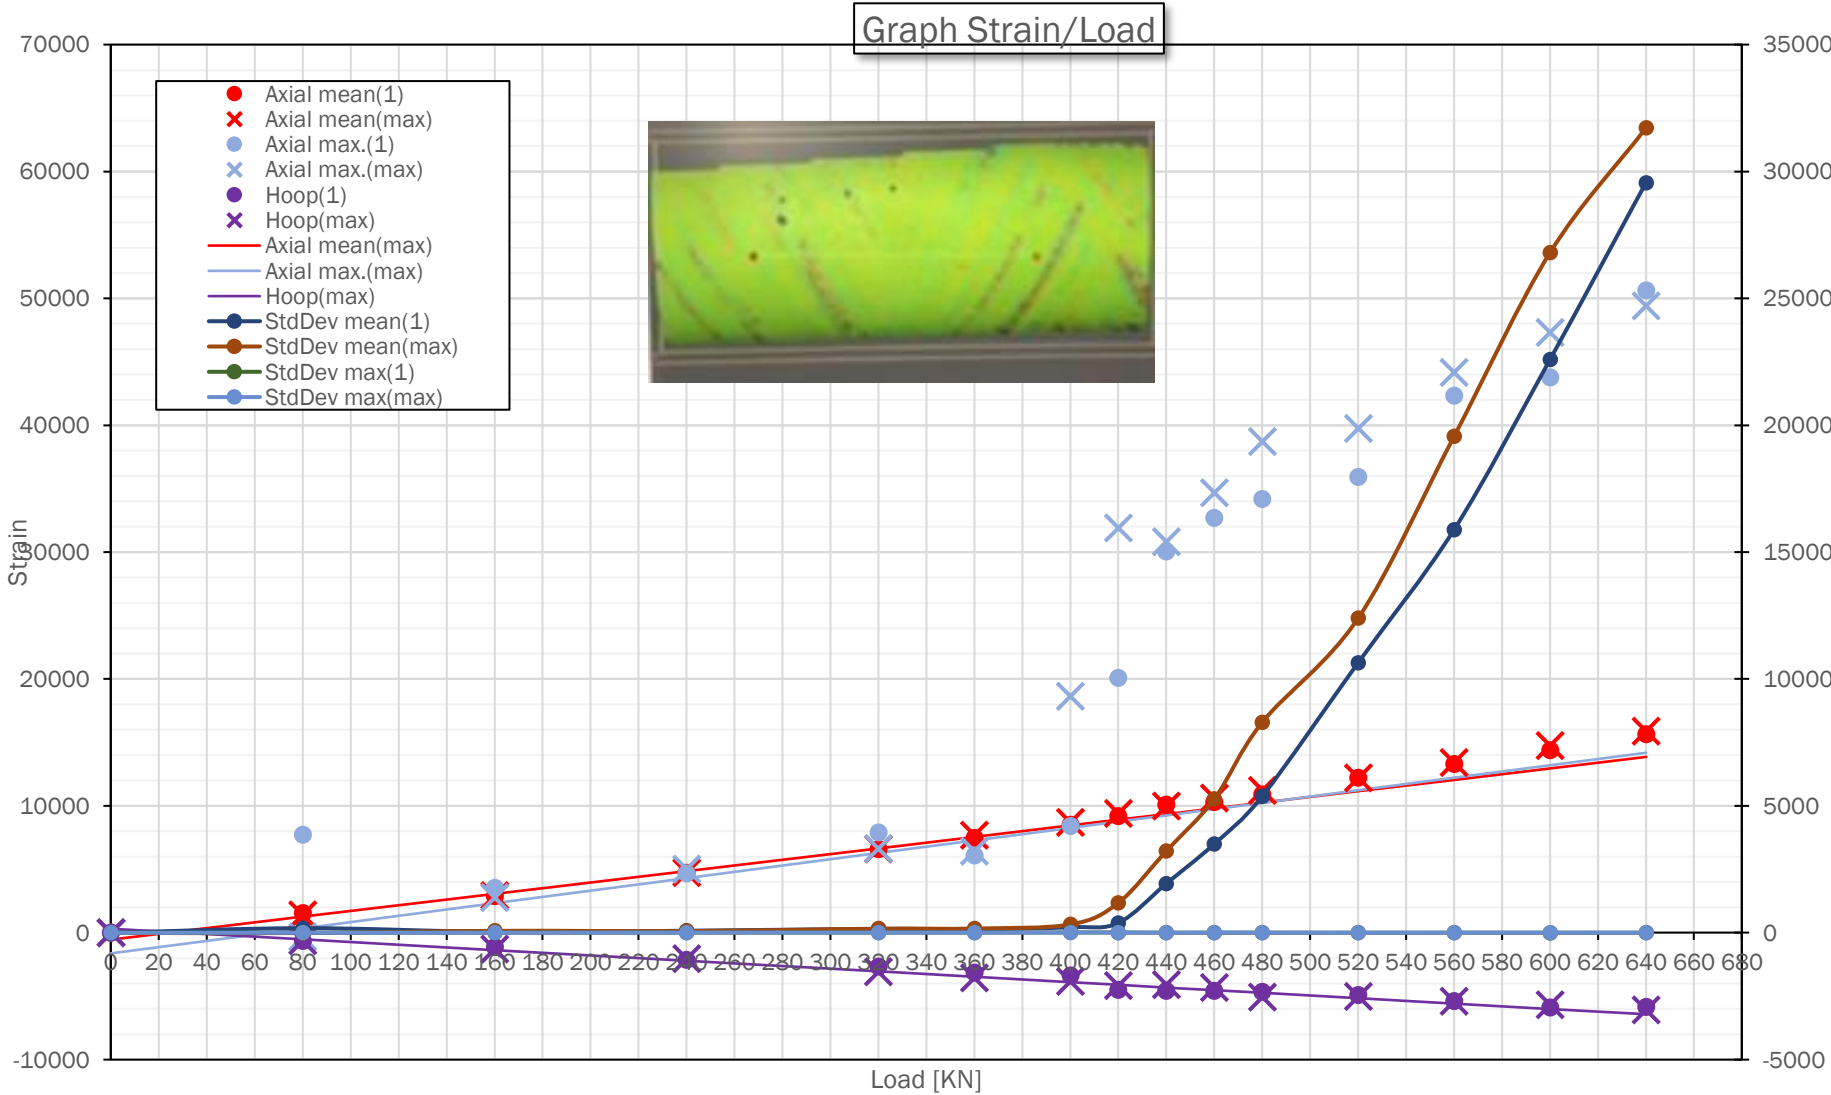 Graph Strain/Load
70000
60000
50000
40000
30000
20000
10000
0
-10000
Strain
Axial mean(1)
Axial mean(max)
Axial max.(1)
Axial max.(max)
Hoop(1)
Hoop(max)
Axial mean(max)
Axial max.(max)
Hoop(max)
StdDev mean(1)
StdDev mean(max)
StdDev max(1)
StdDev max(max)
35000
30000
25000
20000
15000
10000
5000
0
-5000
0 20 40 60 80 100 120 140 160 180 200 220 240 260 280 300 320 340 360 380 400 420 440 460 480 500 520 540 560 580 600 620 640 660 680
Load [KN]